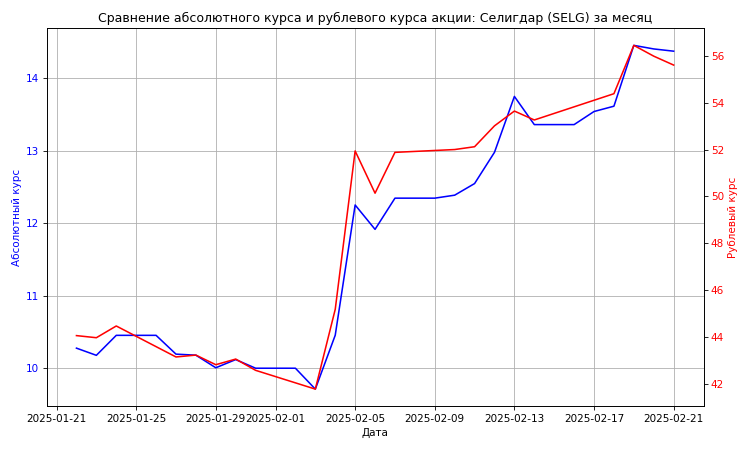 Сравнение абсолютного курса и рублевого курса акции: Селигдар (SELG) за месяц
Абсолютный курс
14
13
12
11
10
56
54
52
50
48
46
44
42
Рублевый курс
2025-01-21 2025-01-25 2025-01-29 2025-02-01 2025-02-05 2025-02-09 2025-02-13 2025-02-17 2025-02-21
Дата